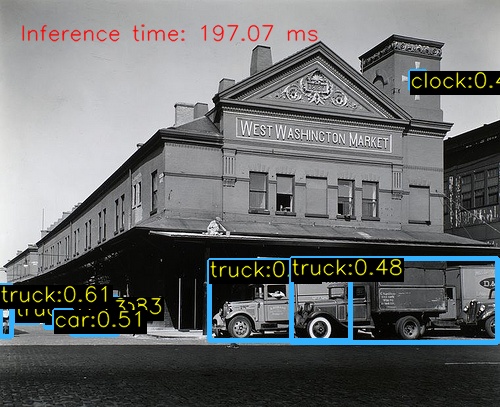 Inference time: 197.07 ms
clock:0.4
WEST WASHINGTON MARKET
truck:0.
truck:0.48
truck:0.61
car:0.51